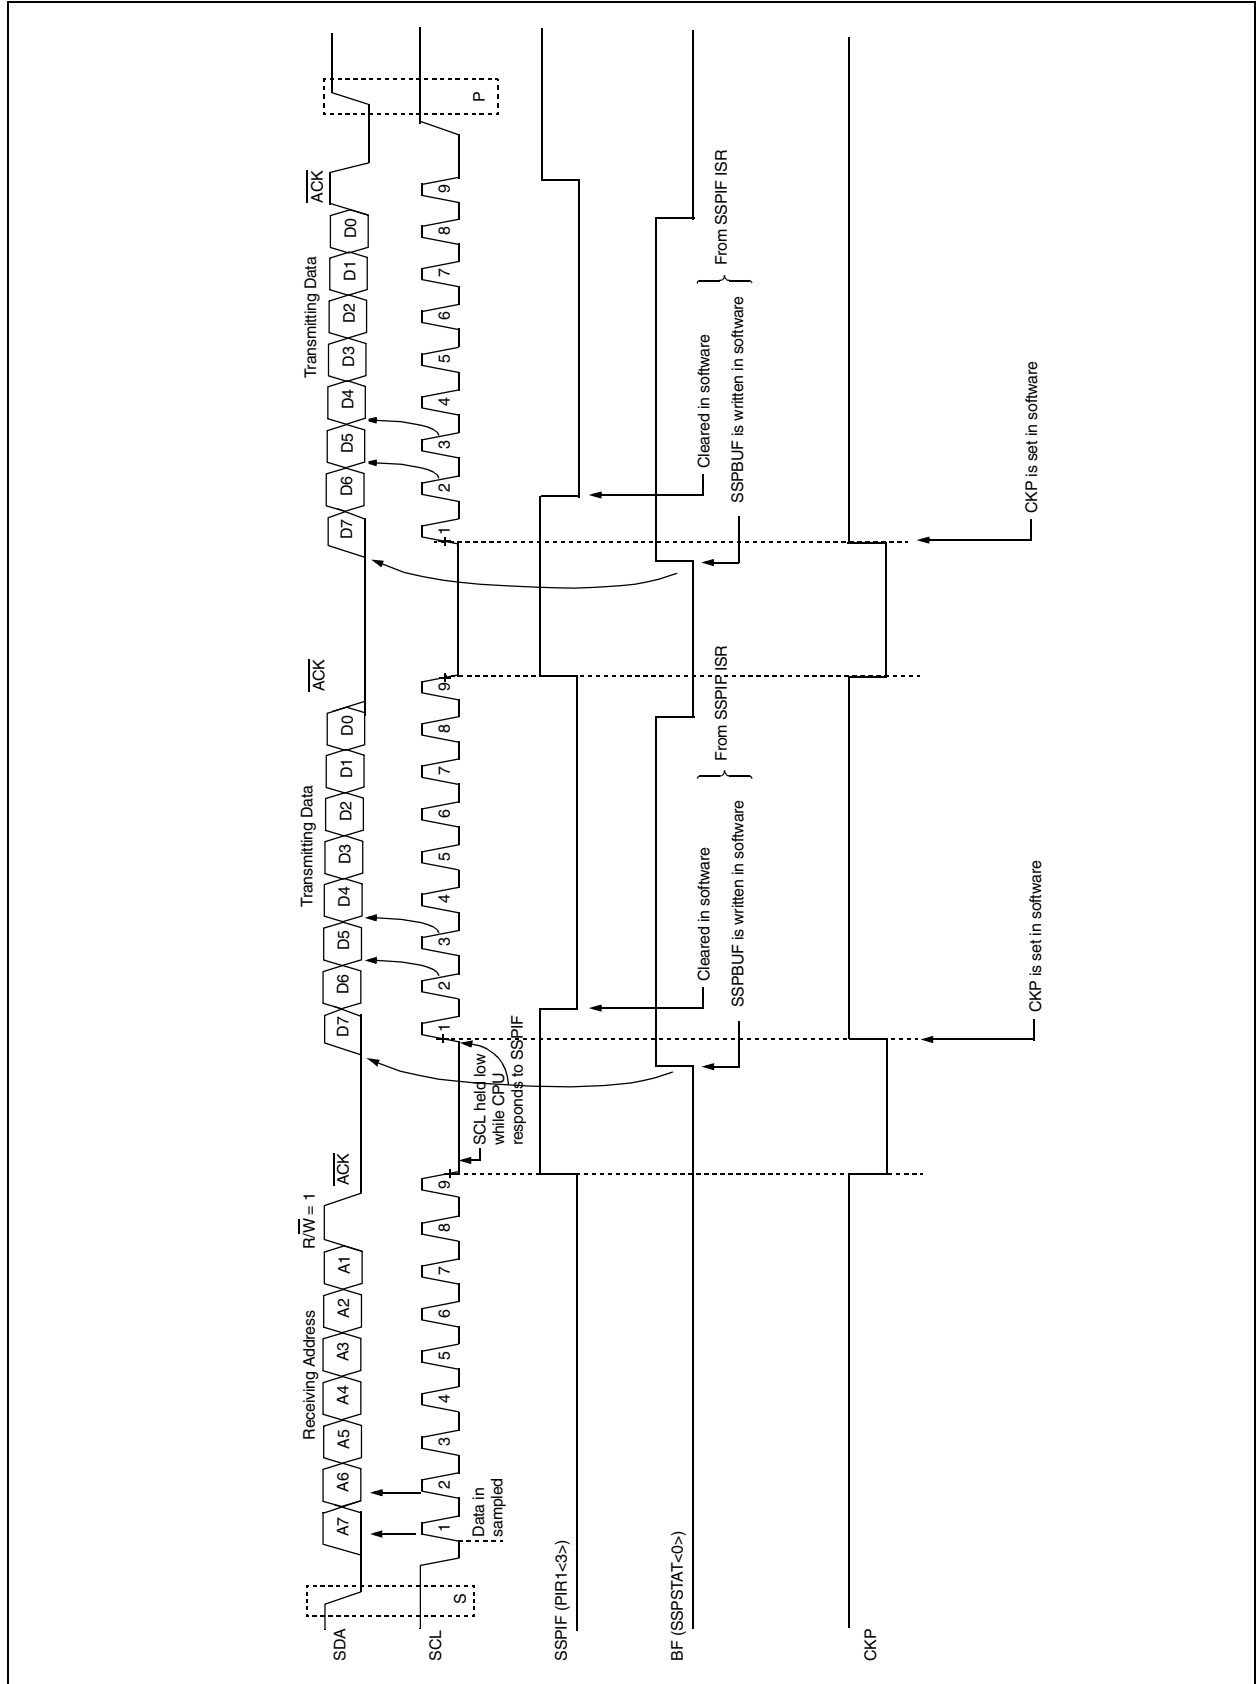 SDA
S
Receiving Address
A7
A6
A5
A4
A3
A2
A1
R/W = 1
ACK
Transmitting Data
D7
D6
D5
D4
D3
D2
D1
D0
ACK
Transmitting Data
D7
D6
D5
D4
D3
D2
D1
D0
ACK
P
SCL
1
2
3
4
5
6
7
8
9
1
2
3
4
5
6
7
8
9
1
2
3
4
5
6
7
8
9
Data in
sampled
SCL held low
while CPU
responds to SSPIF
SSPIF (PIR1<3>)
BF (SSPSTAT<0>)
Cleared in software
SSPBUF is written in software
From SSPIF ISR
Cleared in software
SSPBUF is written in software
From SSPIF ISR
CKP
CKP is set in software
CKP is set in software